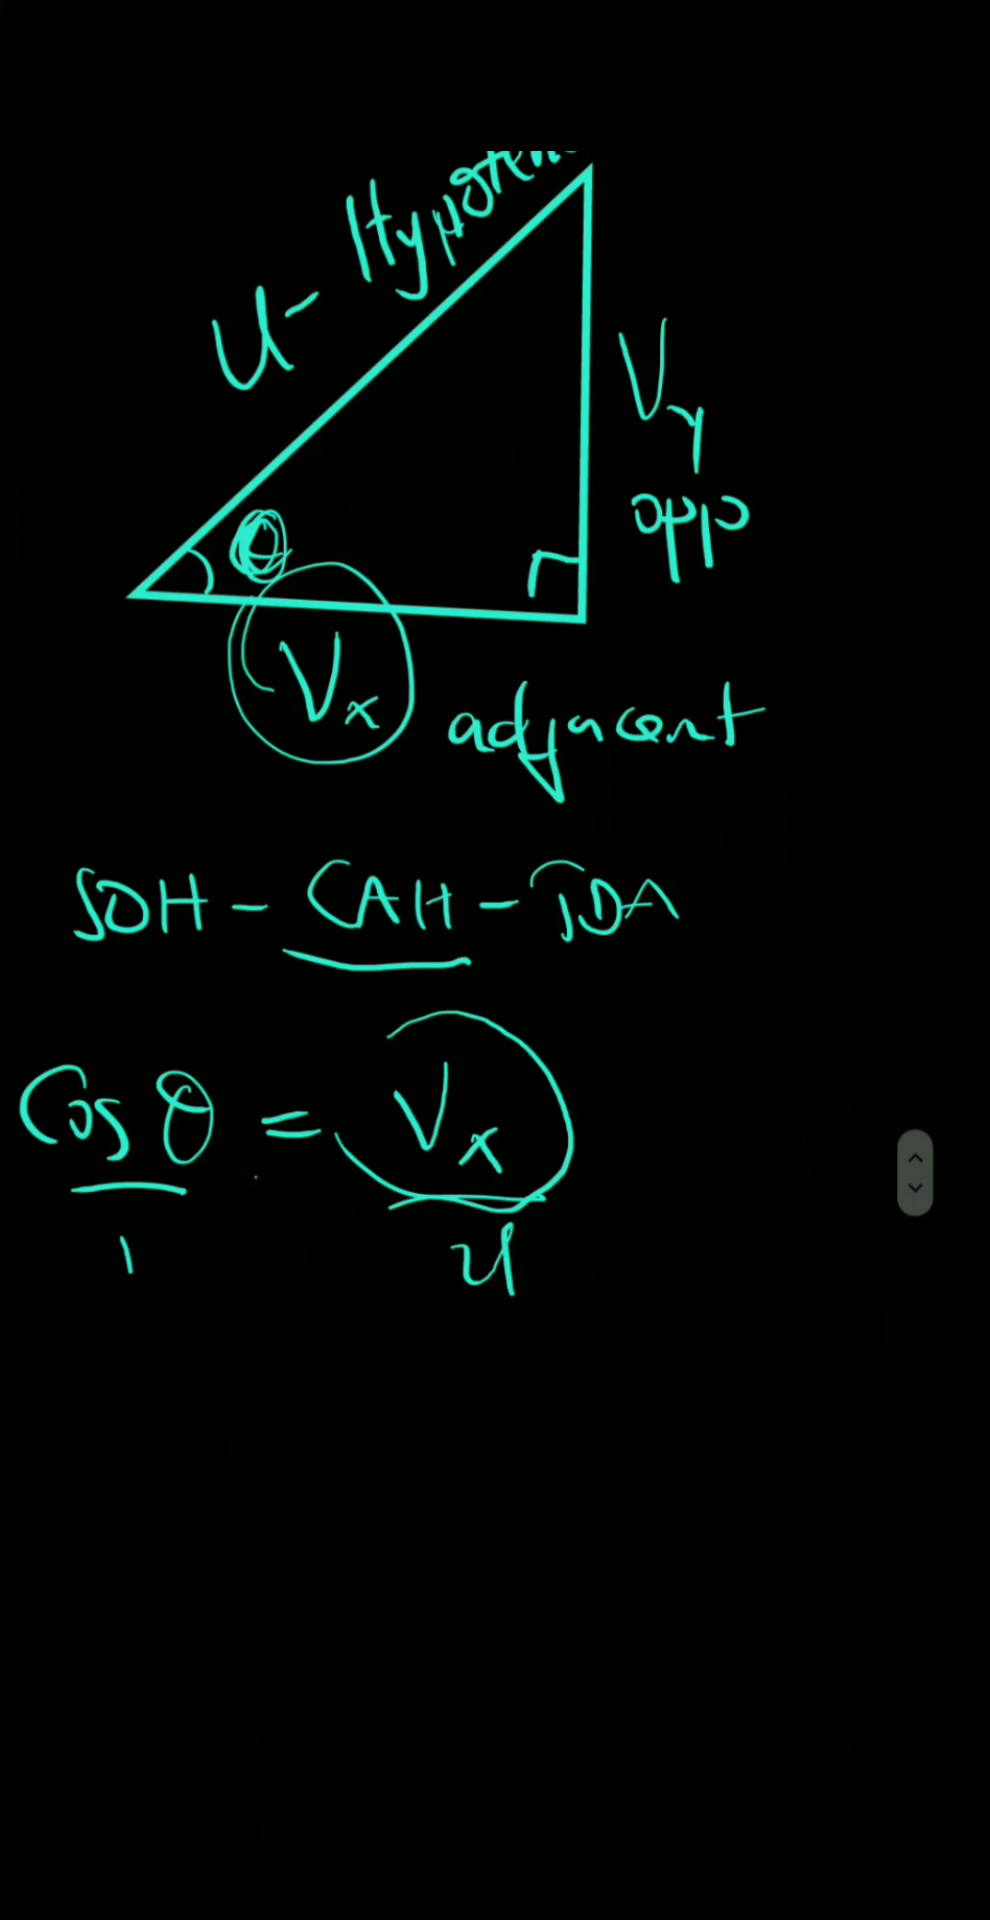 U - Hypoten
Vy
opp
θ
Vx
adjacent
SOH - CAH - TOA
Cos θ = Vx
1 u